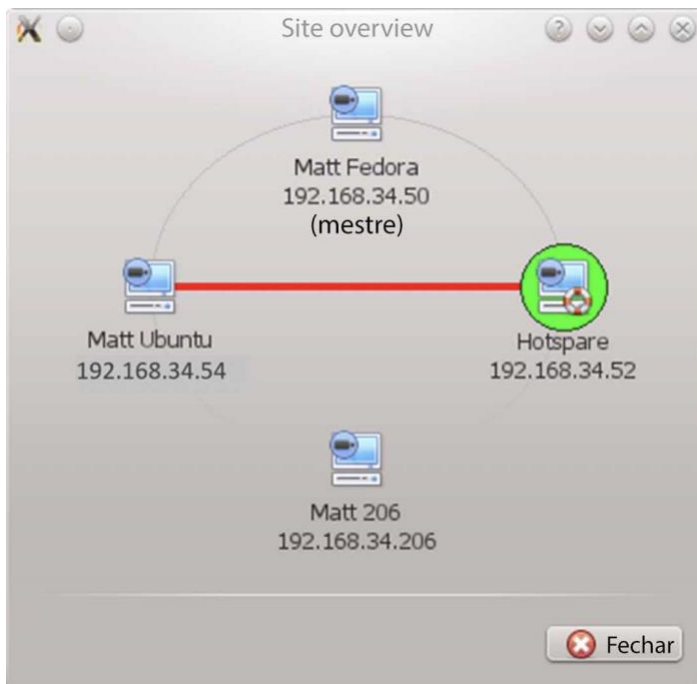 Site overview
Matt Fedora
192.168.34.50
(mestre)
Matt Ubuntu
192.168.34.54
Hotspare
192.168.34.52
Matt 206
192.168.34.206
Fechar